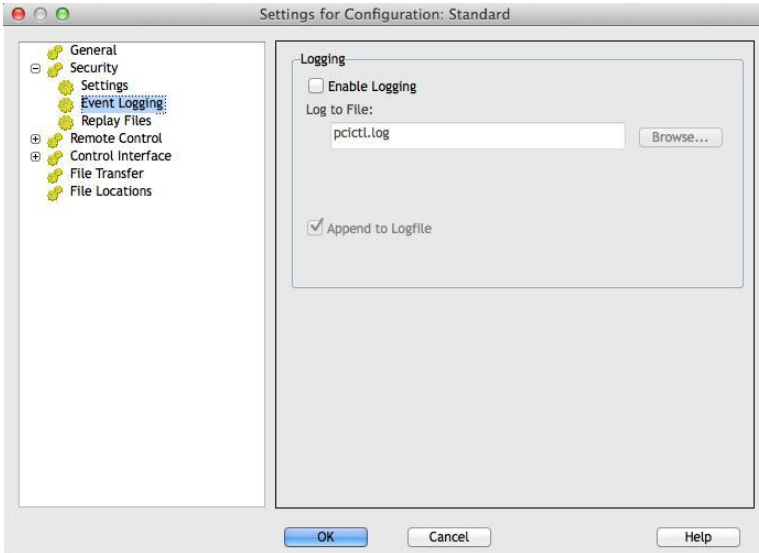 Settings for Configuration: Standard
General
Security
Settings
Event Logging
Replay Files
Remote Control
Control Interface
File Transfer
File Locations
Logging
Enable Logging
Log to File:
pcictl.log
Browse...
Append to Logfile
OK
Cancel
Help